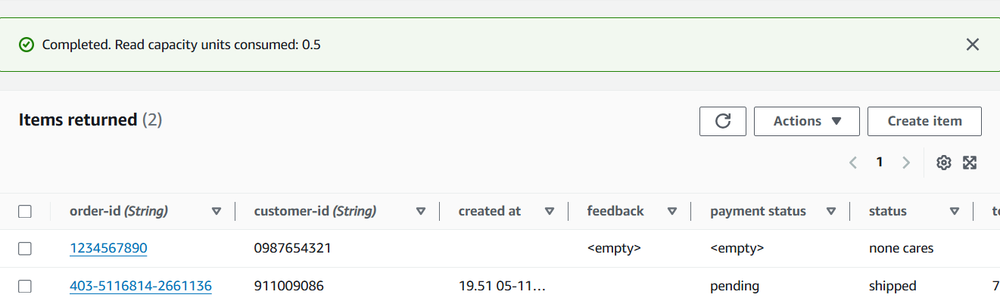 Completed. Read capacity units consumed: 0.5
Items returned (2)
Actions
Create item
1
order-id (String) customer-id (String) created at feedback payment status status
1234567890 0987654321 <empty> <empty> none cares
403-5116814-2661136 911009086 19.51 05-11... pending shipped 7